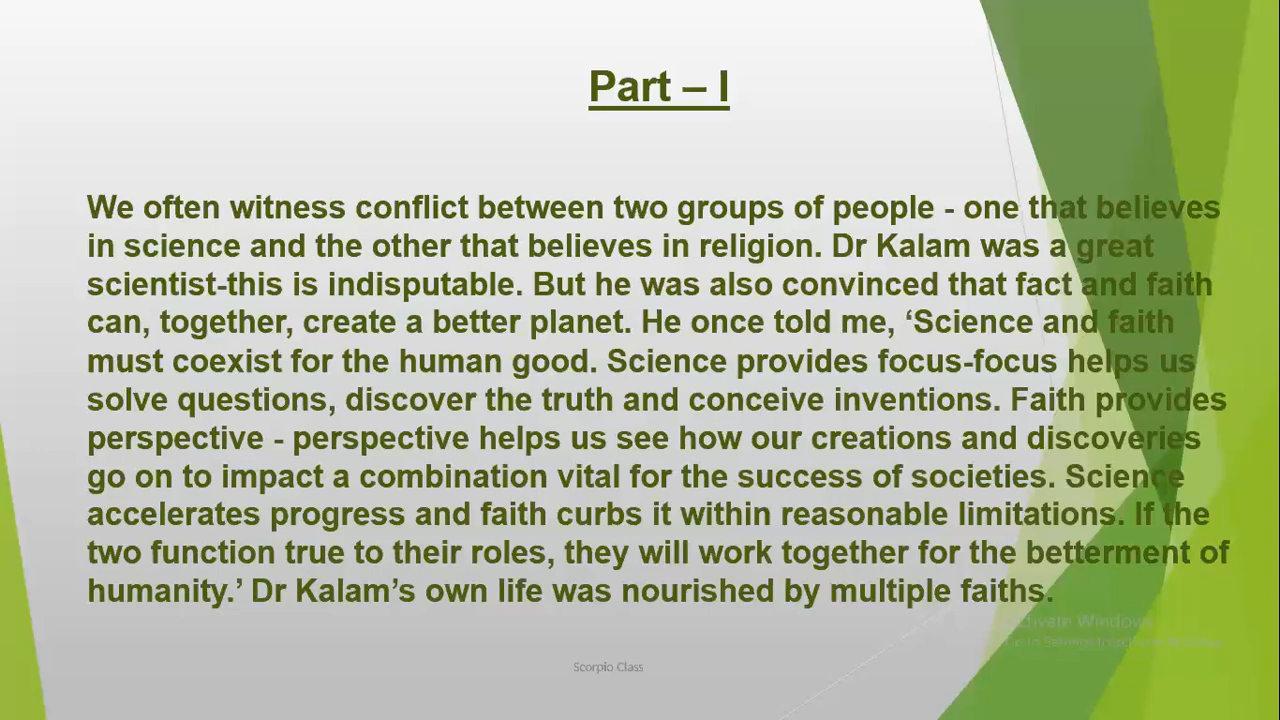 Part – I
We often witness conflict between two groups of people - one that believes
in science and the other that believes in religion. Dr Kalam was a great
scientist-this is indisputable. But he was also convinced that fact and faith
can, together, create a better planet. He once told me, ‘Science and faith
must coexist for the human good. Science provides focus-focus helps us
solve questions, discover the truth and conceive inventions. Faith provides
perspective - perspective helps us see how our creations and discoveries
go on to impact a combination vital for the success of societies. Science
accelerates progress and faith curbs it within reasonable limitations. If the
two function true to their roles, they will work together for the betterment of
humanity.’ Dr Kalam’s own life was nourished by multiple faiths.
Windows
Scorpio Class